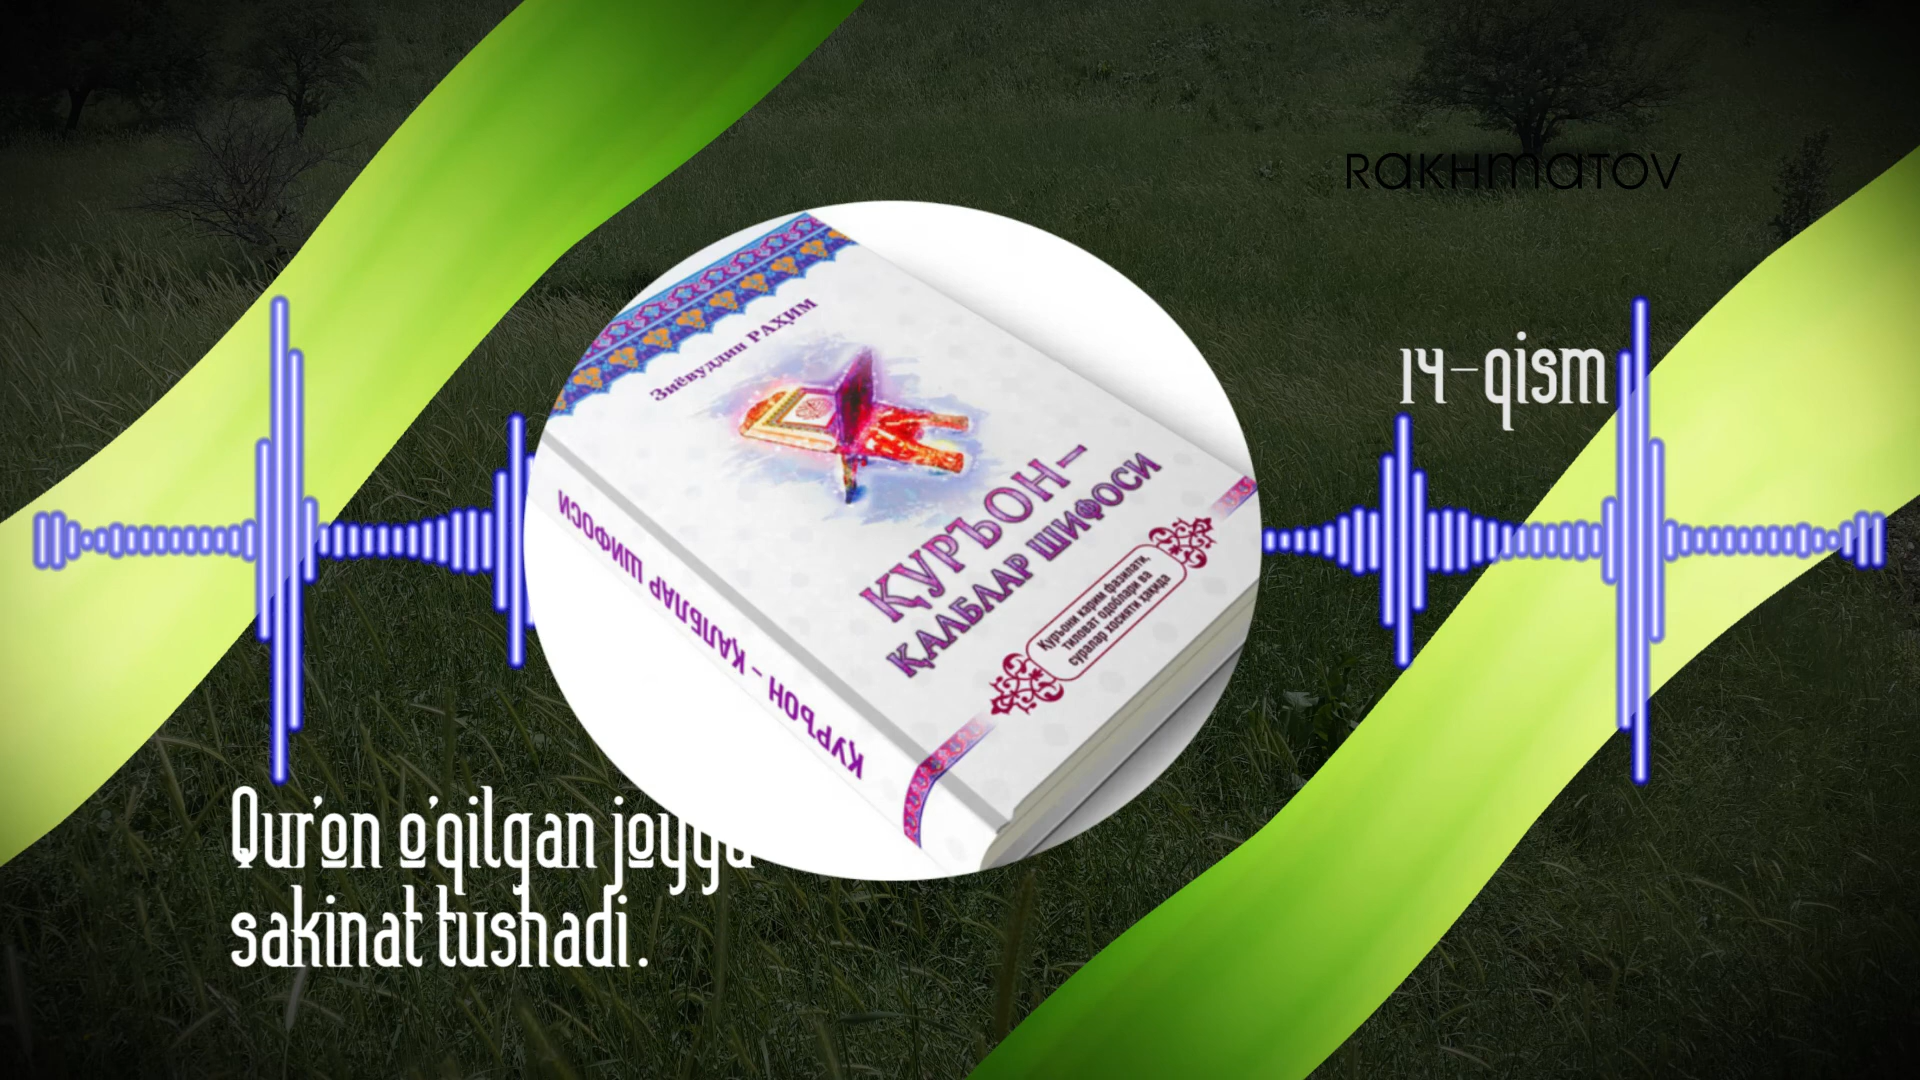 RAKHMATOV
14-qism
Зиёвуддин РАҲИМ
ҚУРЪОН –
ҚАЛБЛАР ШИФОСИ
Қуръони карим фазилати,
тиловат одоблари ва
суралар хосияти ҳақида
ҚУРЪОН – ҚАЛБЛАР ШИФОСИ
Qur'on o'qilgan joyga
sakinat tushadi.